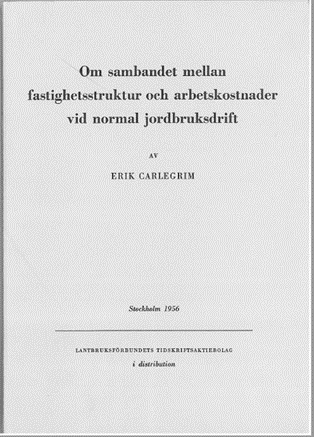 Om sambandet mellan
fastighetsstruktur och arbetskostnader
vid normal jordbruksdrift
AV
ERIK CARLEGRIM
Stockholm 1956
LANTBRUKSFÖRBUNDETS TIDSKRIFTSAKTIEBOLAG
i distribution